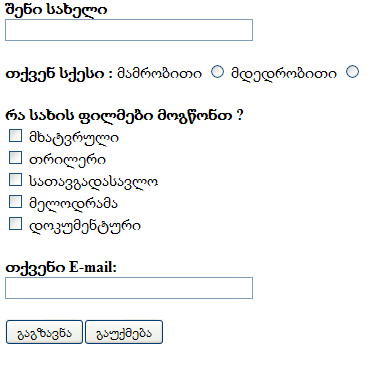 შენი სახელი
თქვენ სქესი : მამრობითი მდედრობითი
რა სახის ფილმები მოგწონთ ?
მხატვრული
თრილერი
სათავგადასავლო
მელოდრამა
დოკუმენტური
თქვენი E-mail:
გაგზავნა გაუქმება